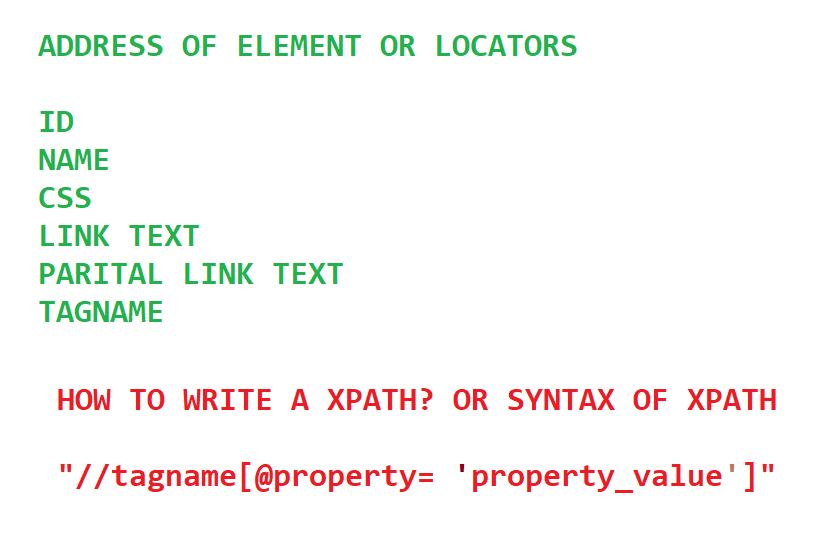 ADDRESS OF ELEMENT OR LOCATORS
ID
NAME
CSS
LINK TEXT
PARITAL LINK TEXT
TAGNAME
HOW TO WRITE A XPATH? OR SYNTAX OF XPATH
"//tagname[@property= 'property_value']"